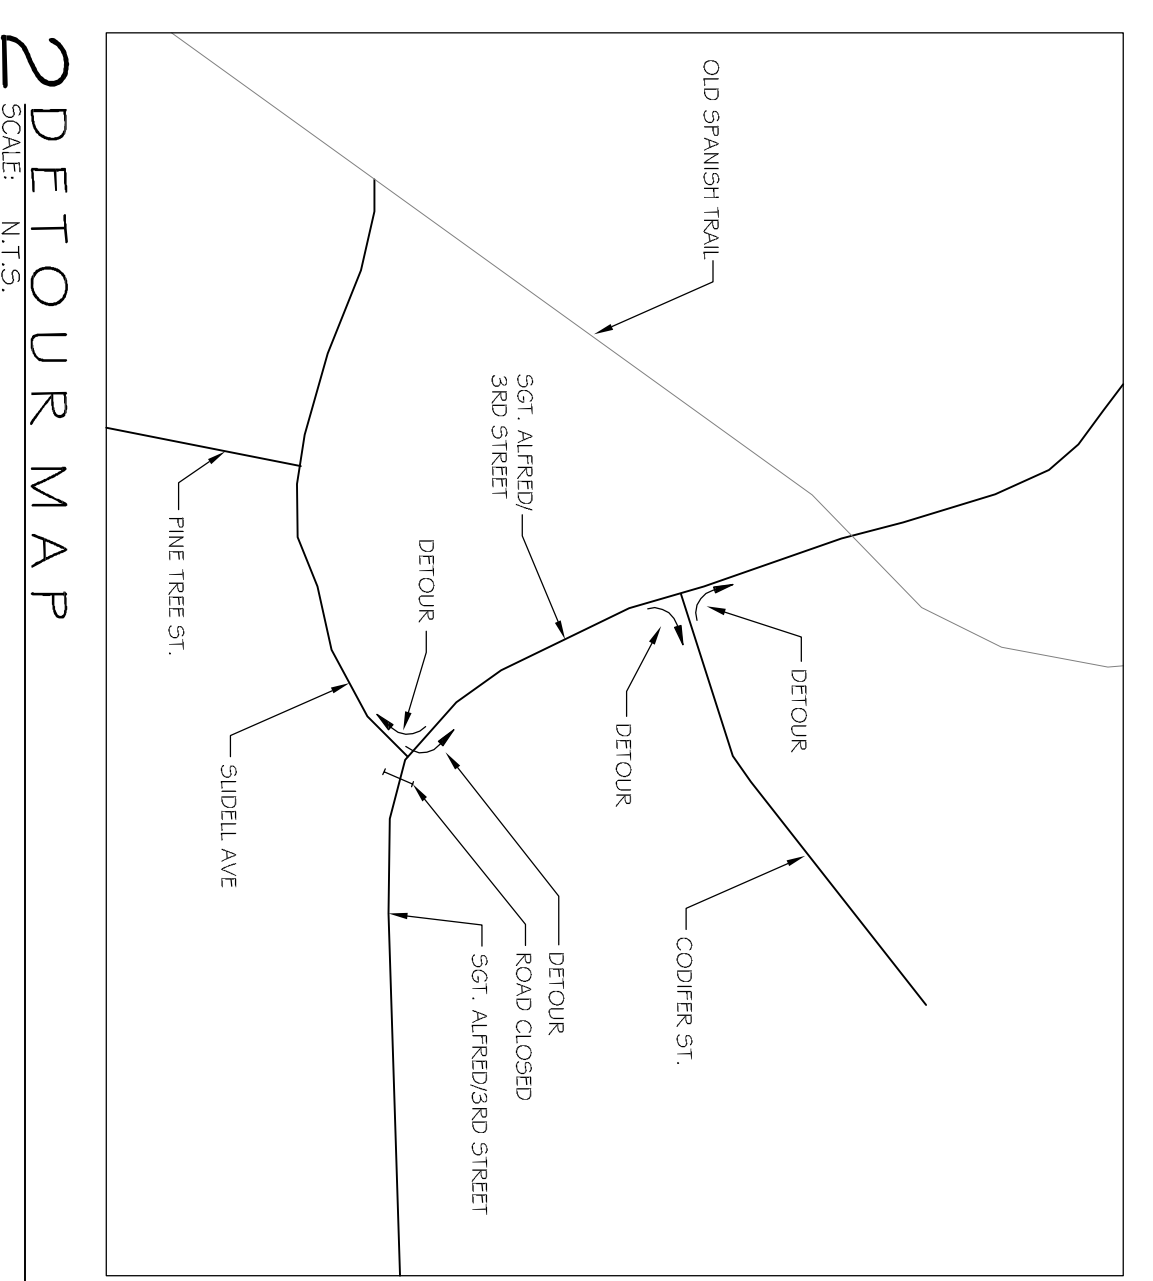 OLD SPANISH TRAIL
SGT. ALFRED/
3RD STREET
DETOUR
DETOUR
DETOUR
PINE TREE ST.
SLIDELL AVE
CODIFER ST.
DETOUR
ROAD CLOSED
SGT. ALFRED/3RD STREET
2 DETOUR MAP
SCALE: N.T.S.